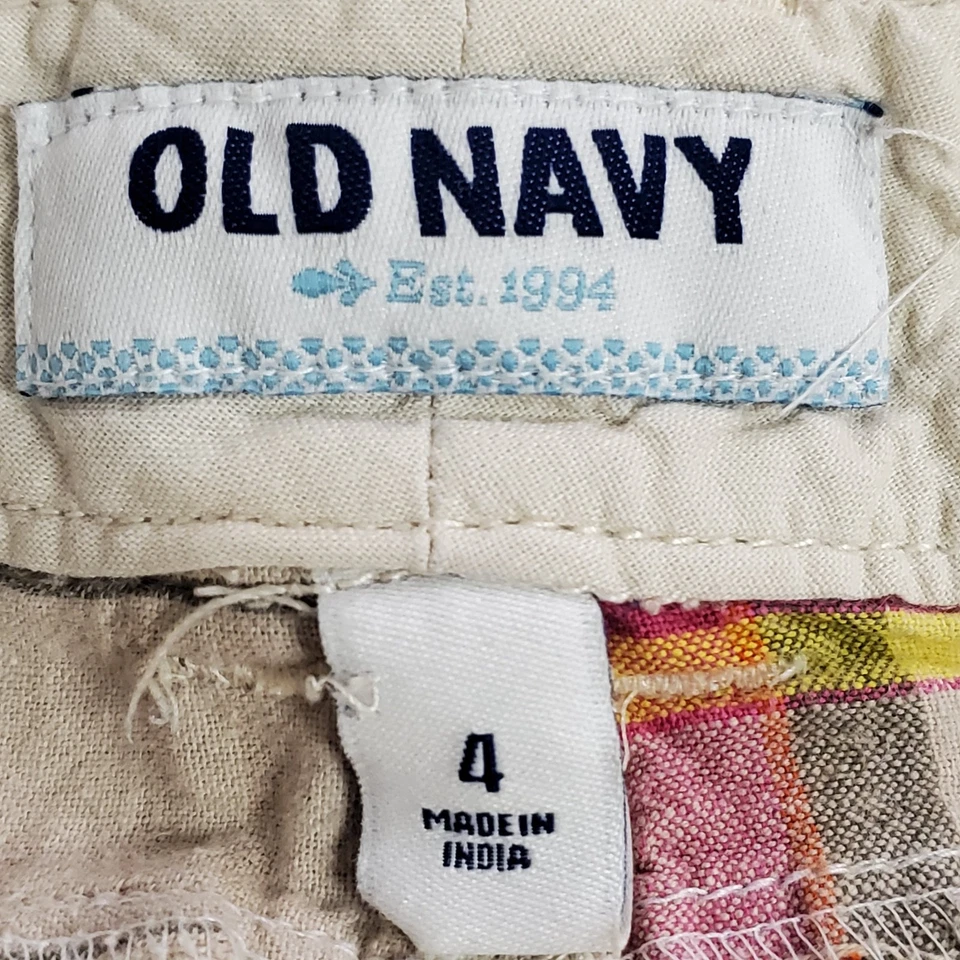 OLD NAVY
Est. 1994
4
MADE IN
INDIA